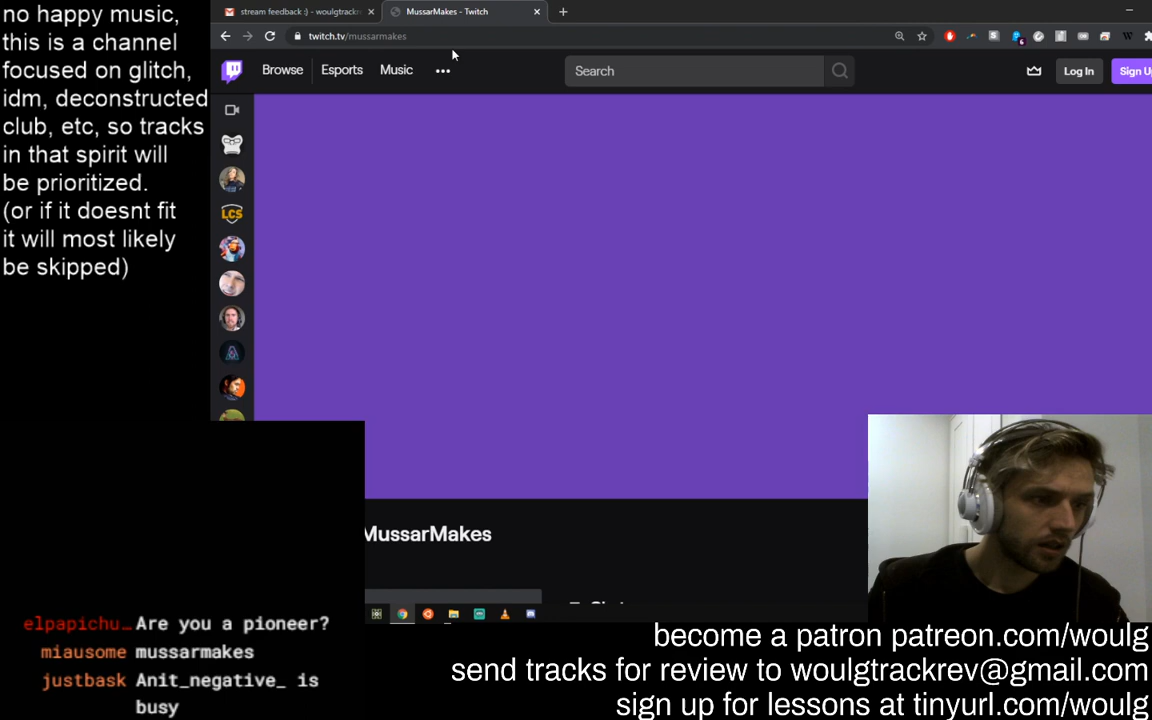 no happy music,
this is a channel
focused on glitch,
idm, deconstructed
club, etc, so tracks
in that spirit will
be prioritized.
(or if it doesnt fit
it will most likely
be skipped)
stream feedback :) - woulgtrackr
MussarMakes - Twitch
twitch.tv/mussarmakes
Browse
Esports
Music
Search
Log In
Sign Up
LCS
MussarMakes
elpapichu… Are you a pioneer?
miausome mussarmakes
justbask Anit_negative_ is
busy
become a patron patreon.com/woulg
send tracks for review to woulgtrackrev@gmail.com
sign up for lessons at tinyurl.com/woulg